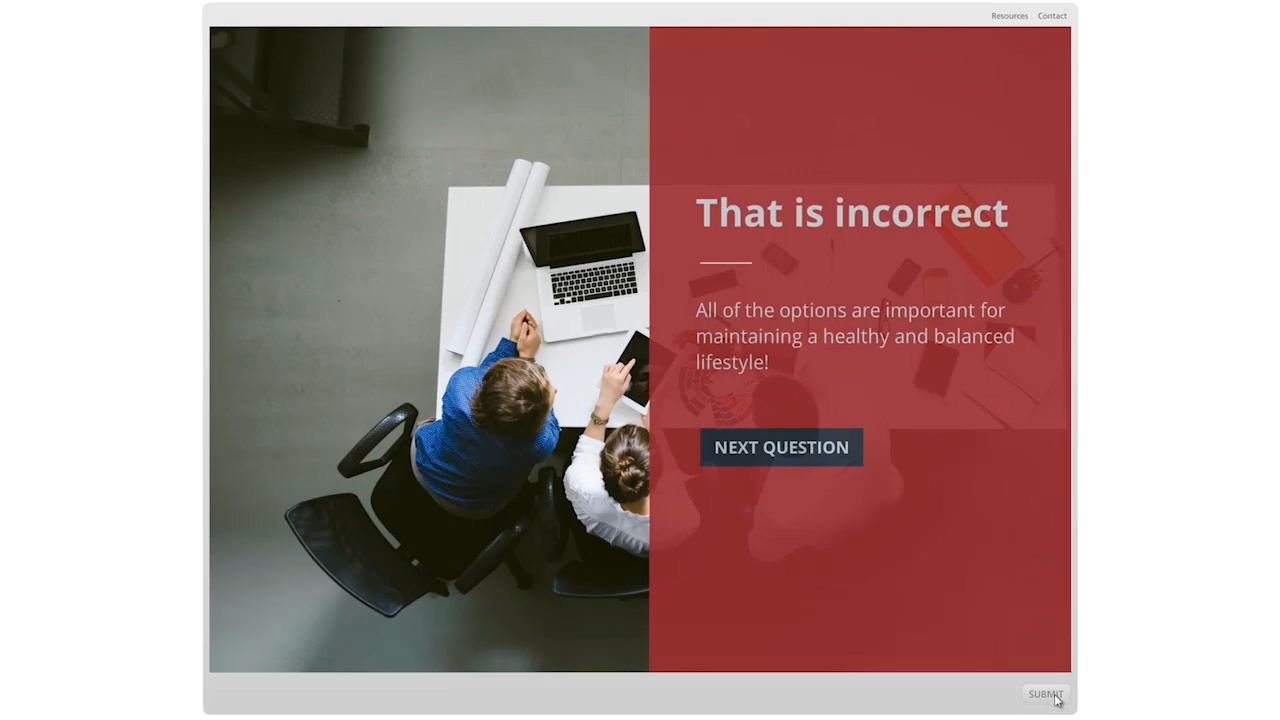 Resources Contact
That is incorrect
All of the options are important for
maintaining a healthy and balanced
lifestyle!
NEXT QUESTION
SUBMIT